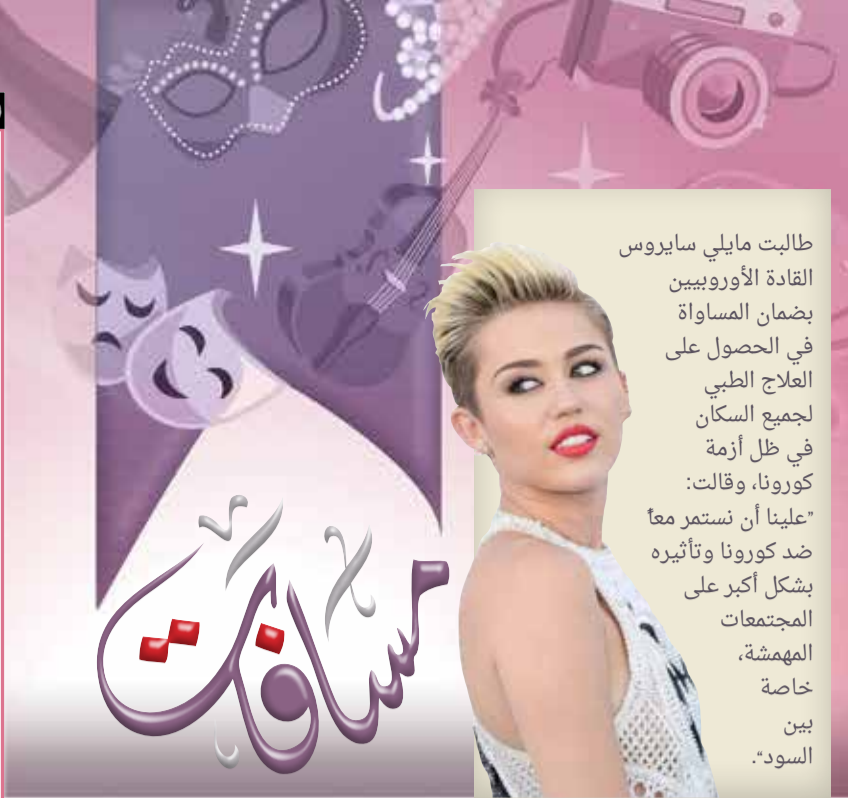 طالبت مايلي سايروس
القادة الأوروبيين
بضمان المساواة
في الحصول على
العلاج الطبي
لجميع السكان
في ظل أزمة
كورونا، وقالت:
”علينا أن نستمر معاً
ضد كورونا وتأثيره
بشكل أكبر على
المجتمعات
المهمشة،
خاصة
بين
السود“.
مسافات